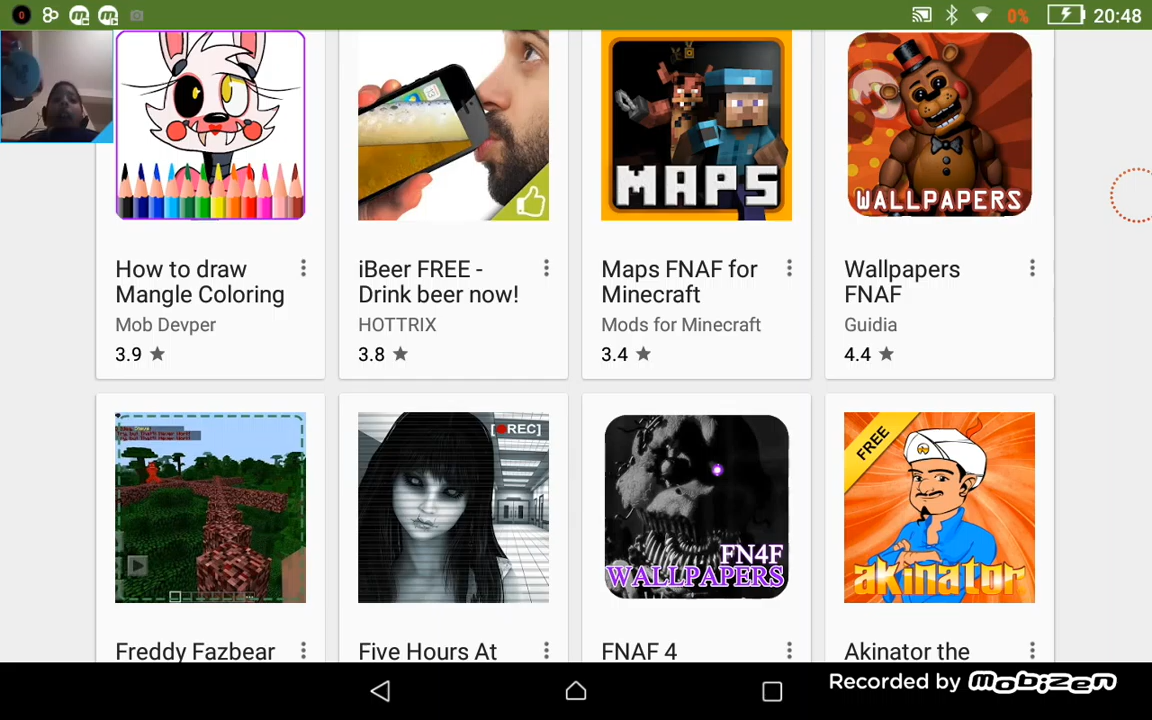 0% 20:48
MAPS
WALLPAPERS
How to draw
Mangle Coloring
Mob Devper
3.9
iBeer FREE -
Drink beer now!
HOTTRIX
3.8
Maps FNAF for
Minecraft
Mods for Minecraft
3.4
Wallpapers
FNAF
Guidia
4.4
[REC]
FN4F
WALLPAPERS
FREE
akinator
Freddy Fazbear
Five Hours At
FNAF 4
Akinator the
Recorded by mobizen